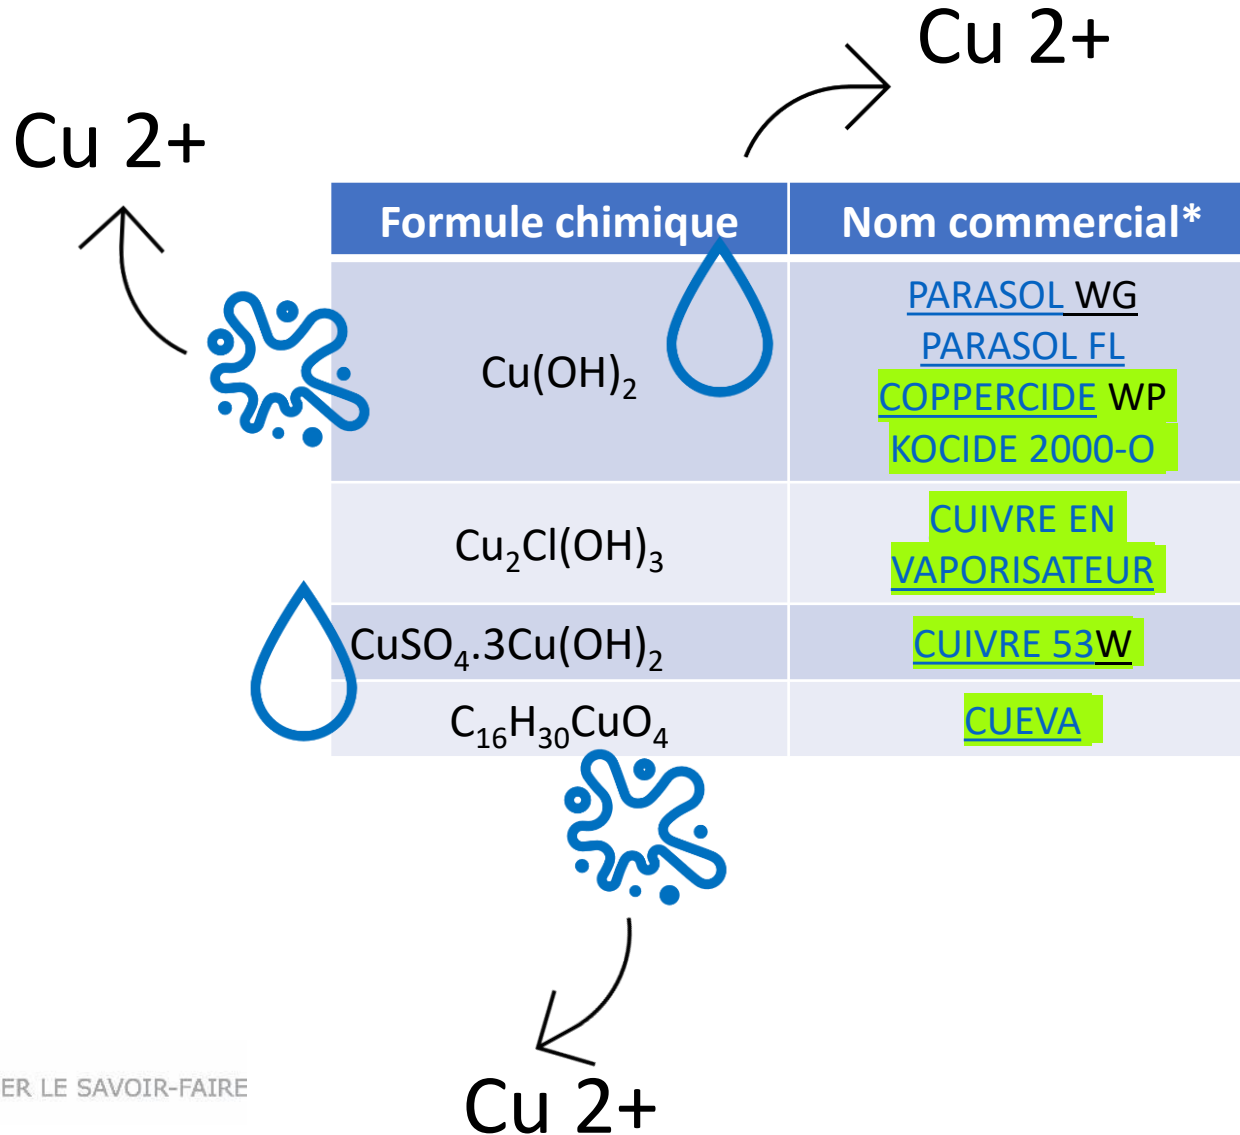 Cu 2+
Cu 2+
Formule chimique
Nom commercial*
Cu(OH)₂
PARASOL WG
PARASOL FL
COPPERCIDE WP
KOCIDE 2000-O
Cu₂Cl(OH)₃
CUIVRE EN
VAPORISATEUR
CuSO₄.3Cu(OH)₂
CUIVRE 53W
C₁₆H₃₀CuO₄
CUEVA
ER LE SAVOIR-FAIRE
Cu 2+